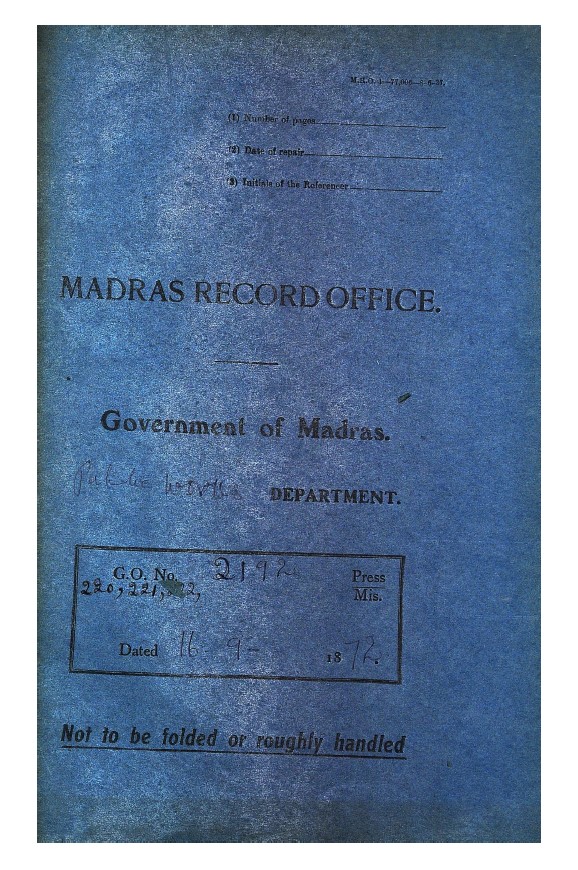 (1) Number of pages
(2) Date of repair
(3) Initials of the Referencer
MADRAS RECORD OFFICE.
Government of Madras.
Public Works DEPARTMENT.
G.O. No. 2192 Press
220, 221, 222, Mis.
Dated 16-9-1872.
Not to be folded or roughly handled